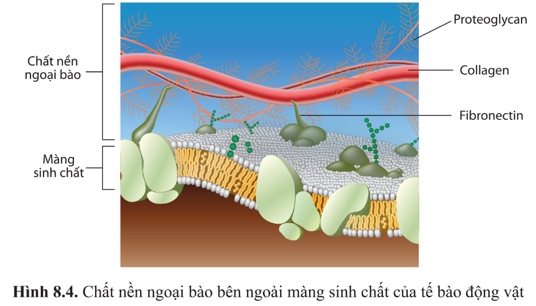 Proteoglycan
Chất nền
ngoại bào
Collagen
Fibronectin
Màng
sinh chất
Hình 8.4. Chất nền ngoại bào bên ngoài màng sinh chất của tế bào động vật